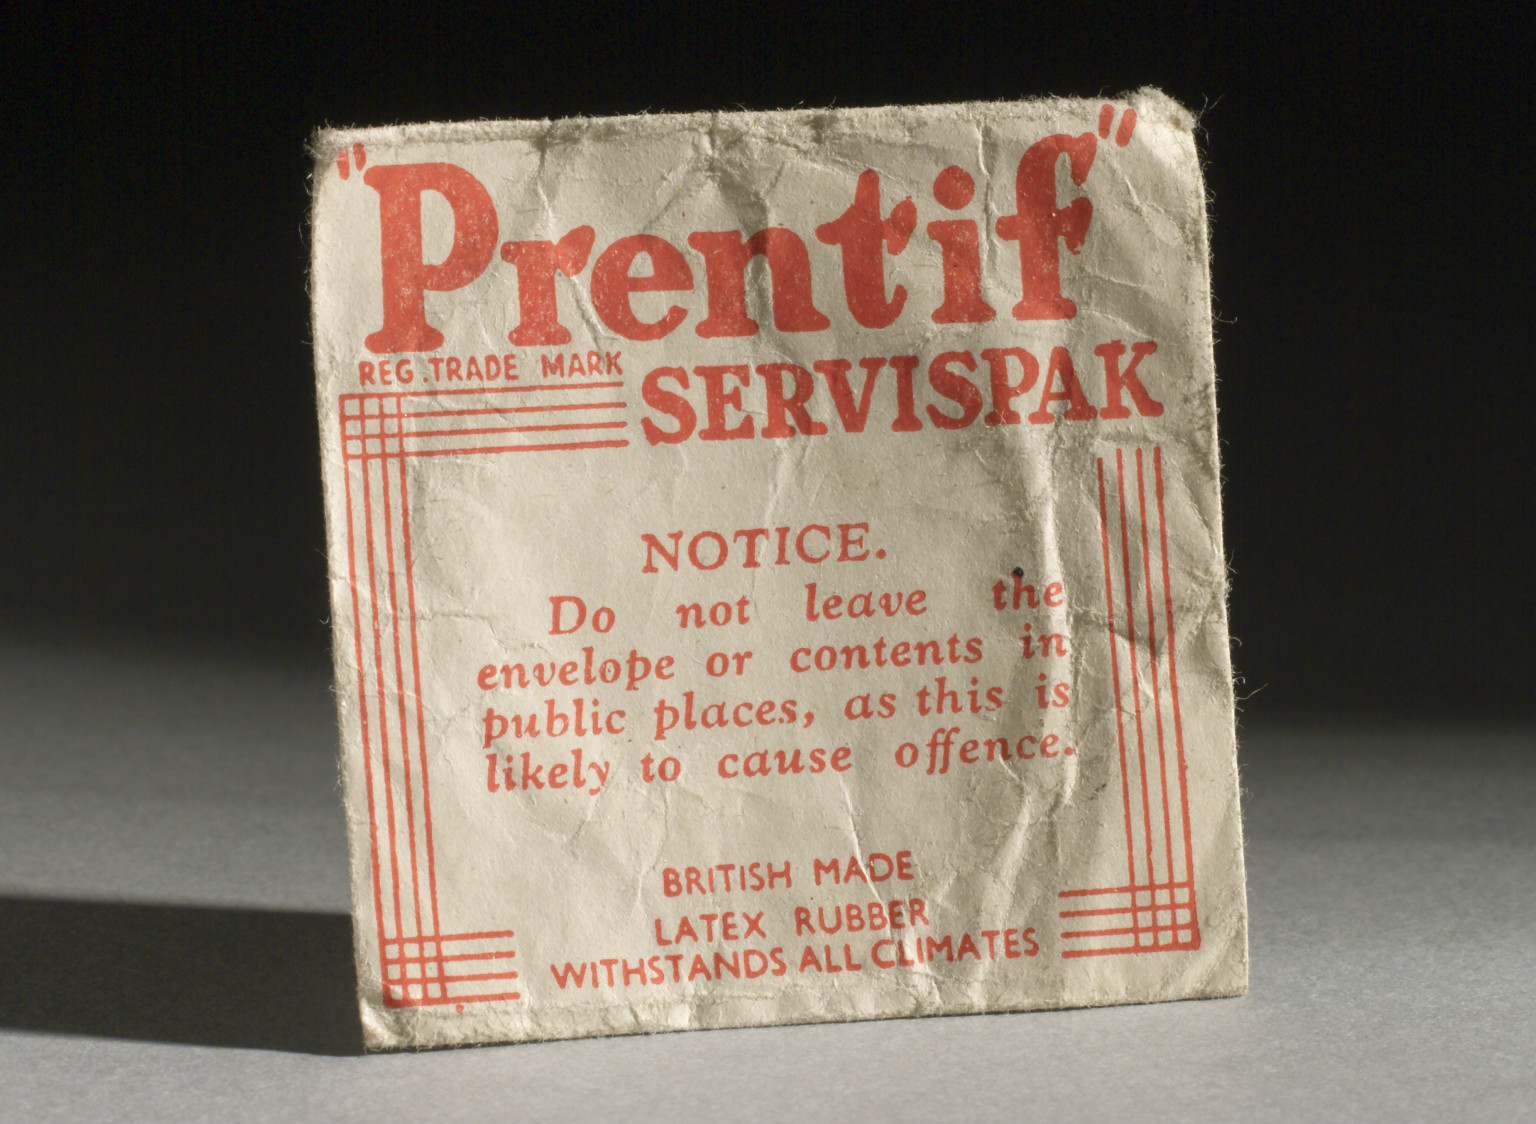 "Prentif"
REG. TRADE MARK
SERVISPAK
NOTICE.
Do not leave the
envelope or contents in
public places, as this is
likely to cause offence.
BRITISH MADE
LATEX RUBBER
WITHSTANDS ALL CLIMATES